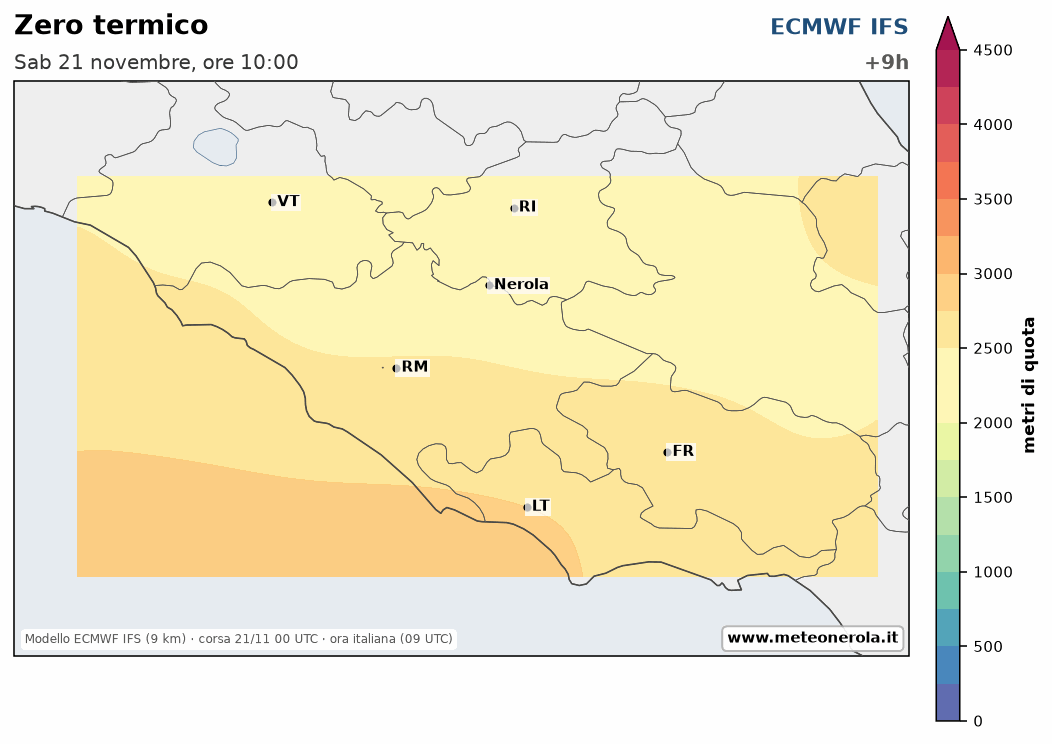 Zero termico
ECMWF IFS
Sab 21 novembre, ore 10:00
+9h
VT
RI
Nerola
RM
FR
LT
Modello ECMWF IFS (9 km) · corsa 21/11 00 UTC · ora italiana (09 UTC)
www.meteonerola.it
4500
4000
3500
3000
2500
2000
1500
1000
500
0
metri di quota